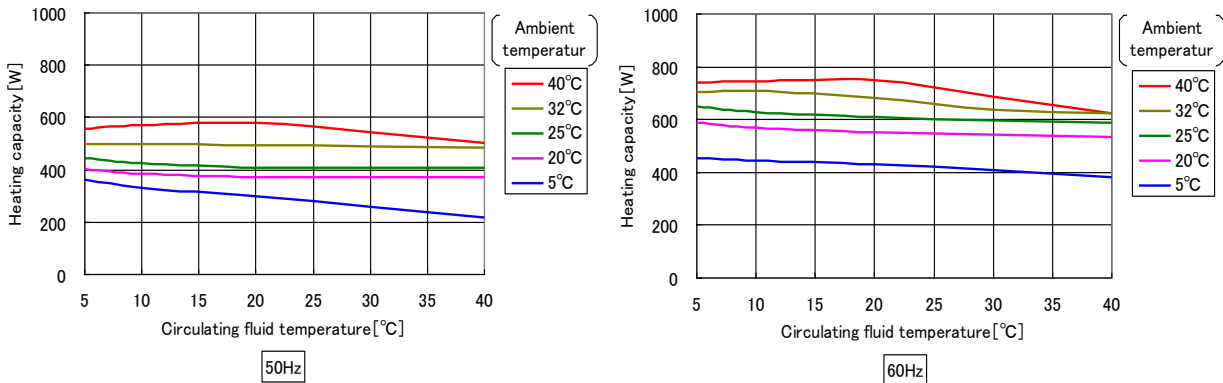 1000
800
600
400
200
0
Heating capacity [W]
5 10 15 20 25 30 35 40
Circulating fluid temperature [℃]
50Hz
Ambient
temperatur
40℃
32℃
25℃
20℃
5℃
1000
800
600
400
200
0
Heating capacity [W]
5 10 15 20 25 30 35 40
Circulating fluid temperature [℃]
60Hz
Ambient
temperatur
40℃
32℃
25℃
20℃
5℃